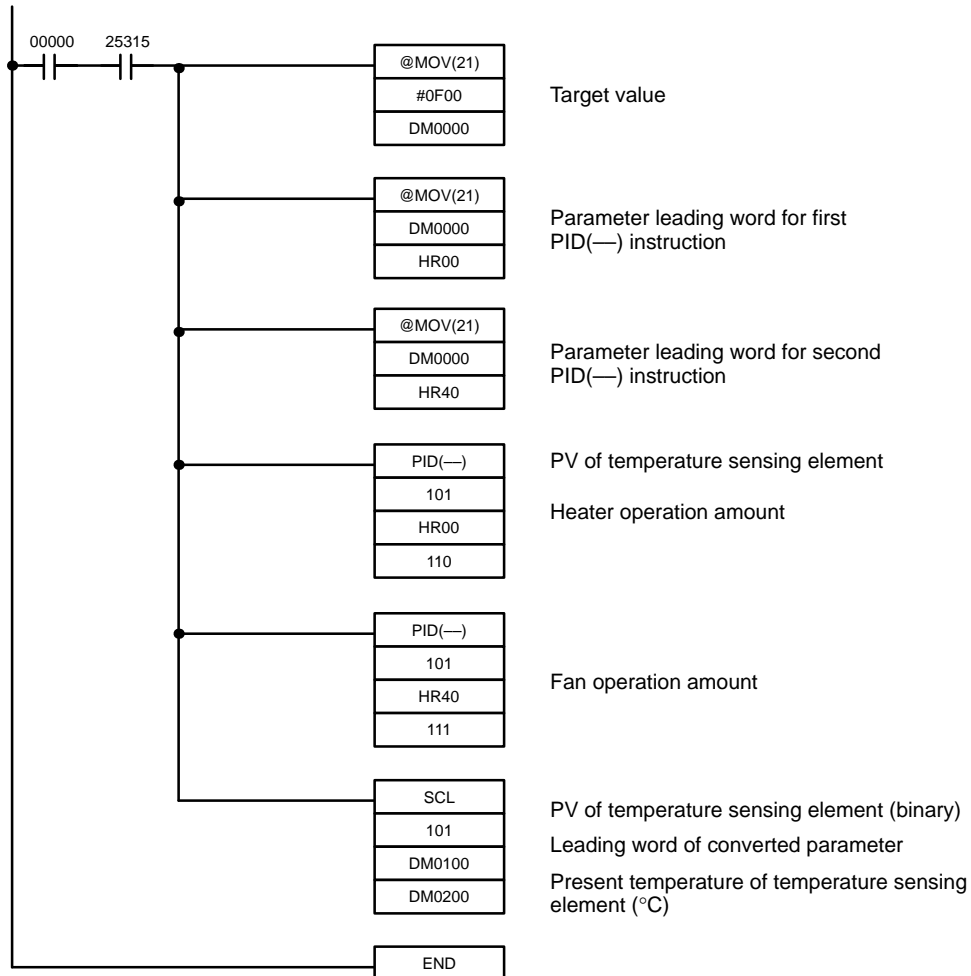 00000 25315
@MOV(21)
#0F00
DM0000
Target value
@MOV(21)
DM0000
HR00
Parameter leading word for first
PID(––) instruction
@MOV(21)
DM0000
HR40
Parameter leading word for second
PID(––) instruction
PID(––)
101
HR00
110
PV of temperature sensing element
Heater operation amount
PID(––)
101
HR40
111
Fan operation amount
SCL
101
DM0100
DM0200
PV of temperature sensing element (binary)
Leading word of converted parameter
Present temperature of temperature sensing
element (°C)
END